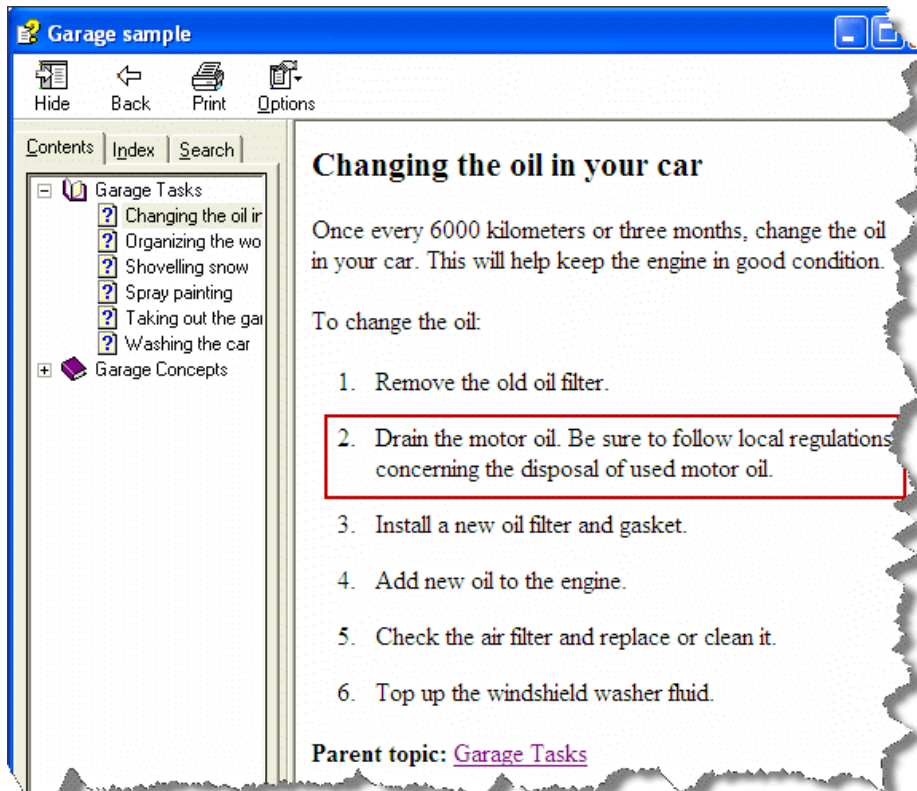 Garage sample
Hide Back Print Options
Contents Index Search
Garage Tasks
Changing the oil in
Organizing the wo
Shovelling snow
Spray painting
Taking out the gar
Washing the car
Garage Concepts
Changing the oil in your car
Once every 6000 kilometers or three months, change the oil
in your car. This will help keep the engine in good condition.
To change the oil:
1. Remove the old oil filter.
2. Drain the motor oil. Be sure to follow local regulations
concerning the disposal of used motor oil.
3. Install a new oil filter and gasket.
4. Add new oil to the engine.
5. Check the air filter and replace or clean it.
6. Top up the windshield washer fluid.
Parent topic: Garage Tasks